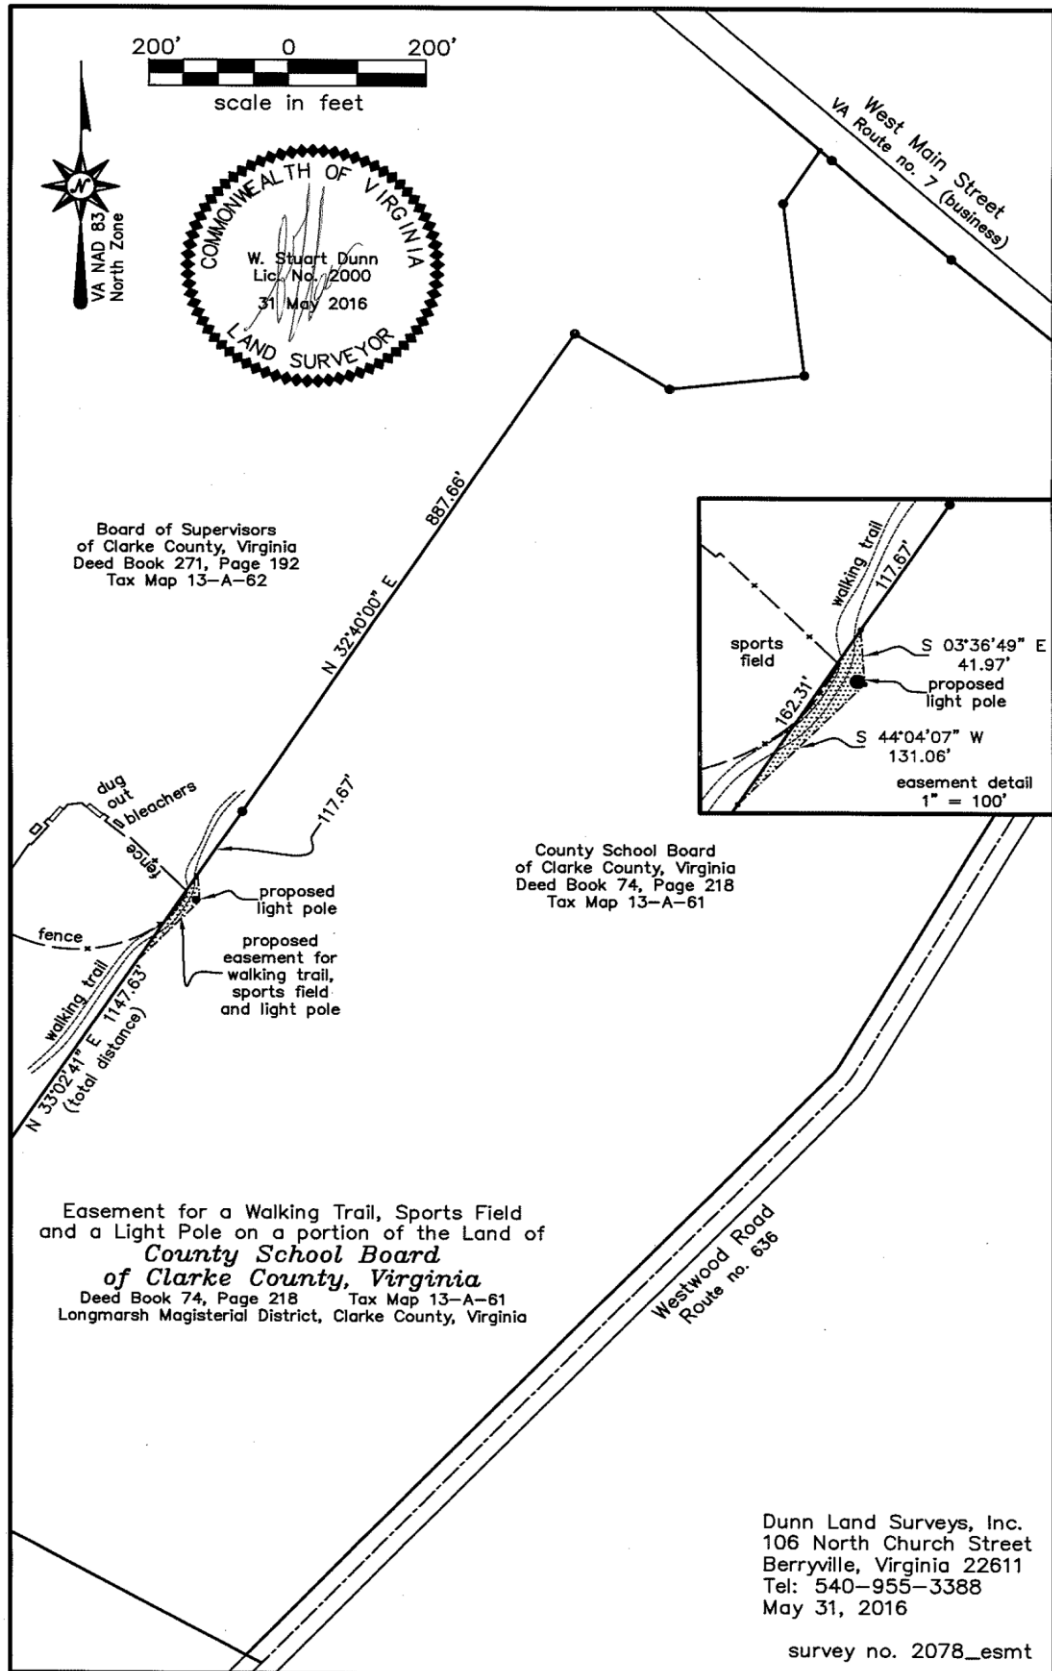 200' 0 200'
scale in feet
N
VA NAD 83
North Zone
COMMONWEALTH OF VIRGINIA
W. Stuart Dunn
Lic. No. 2000
31 May 2016
LAND SURVEYOR
West Main Street
VA Route no. 7 (business)
887.66'
N 32°40'00" E
Board of Supervisors
of Clarke County, Virginia
Deed Book 271, Page 192
Tax Map 13-A-62
walking trail
117.67'
sports
field
S 03°36'49" E
41.97'
proposed
light pole
162.31'
S 44°04'07" W
131.06'
easement detail
1" = 100'
dug
out
bleachers
fence
117.67'
proposed
light pole
fence
proposed
easement for
walking trail,
sports field
and light pole
walking trail
N 33°02'41" E 1147.63'
(total distance)
County School Board
of Clarke County, Virginia
Deed Book 74, Page 218
Tax Map 13-A-61
Easement for a Walking Trail, Sports Field
and a Light Pole on a portion of the Land of
County School Board
of Clarke County, Virginia
Deed Book 74, Page 218 Tax Map 13-A-61
Longmarsh Magisterial District, Clarke County, Virginia
Westwood Road
Route no. 636
Dunn Land Surveys, Inc.
106 North Church Street
Berryville, Virginia 22611
Tel: 540-955-3388
May 31, 2016
survey no. 2078_esmt